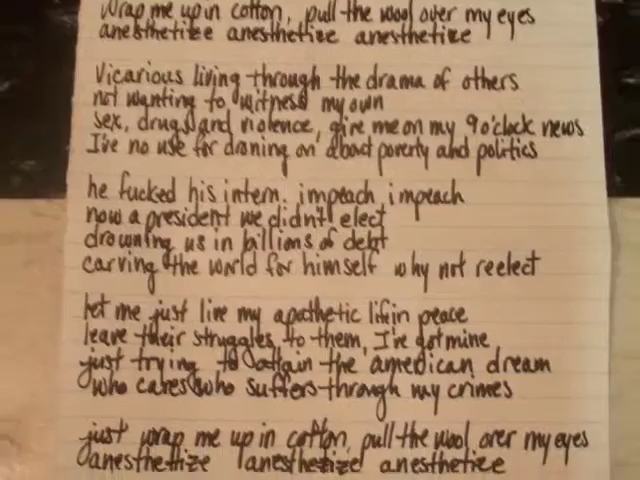 Wrap me up in cotton, pull the wool over my eyes
anesthetize anesthetize anesthetize
Vicarious living through the drama of others
not wanting to witness my own
sex, drugs and violence, give me on my 9 o'clock news
I've no use for droning on about poverty and politics
he fucked his intern, impeach, impeach
now a president we didn't elect
drowning us in billions of debt
carving the world for himself why not reelect
let me just live my apathetic life in peace
leave their struggles to them, I've got mine
just trying to attain the american dream
who cares who suffers through my crimes
just wrap me up in cotton, pull the wool over my eyes
anesthetize anesthetized anesthetize